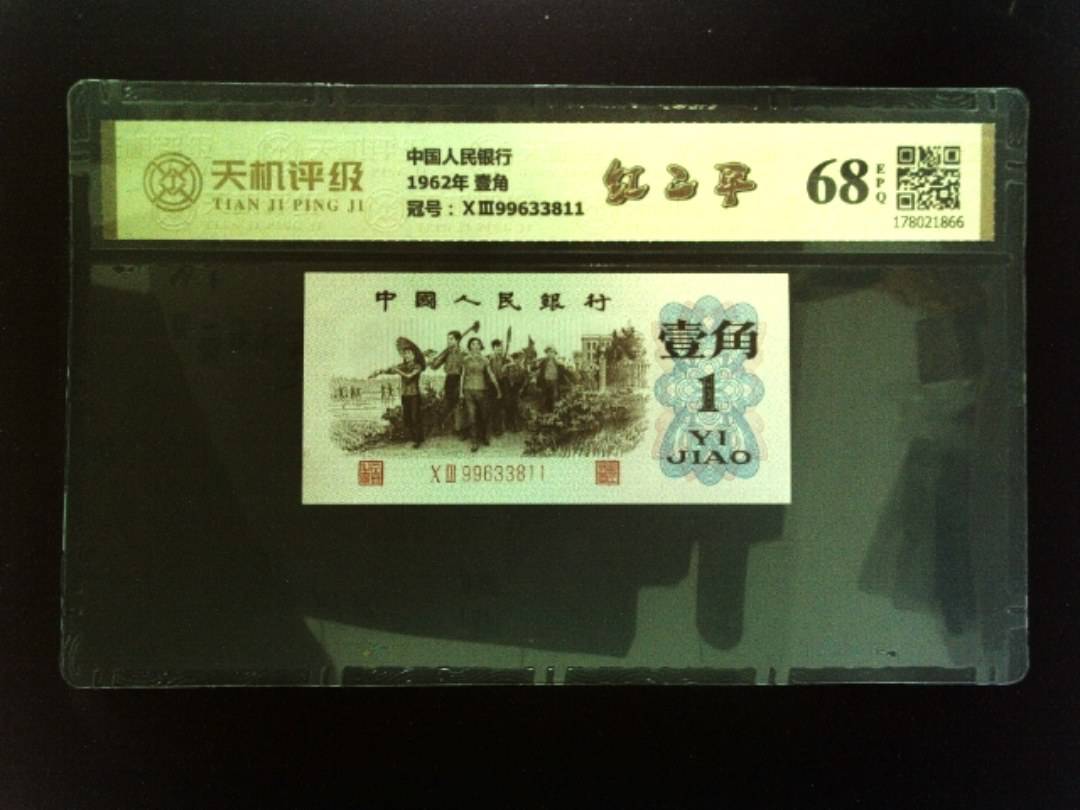 天机评级
TIAN JI PING JI
中国人民银行
1962年 壹角
冠号：XⅢ99633811
红三平
68
EPQ
178021866
中國人民銀行
壹角
1
YI
JIAO
XⅢ99633811